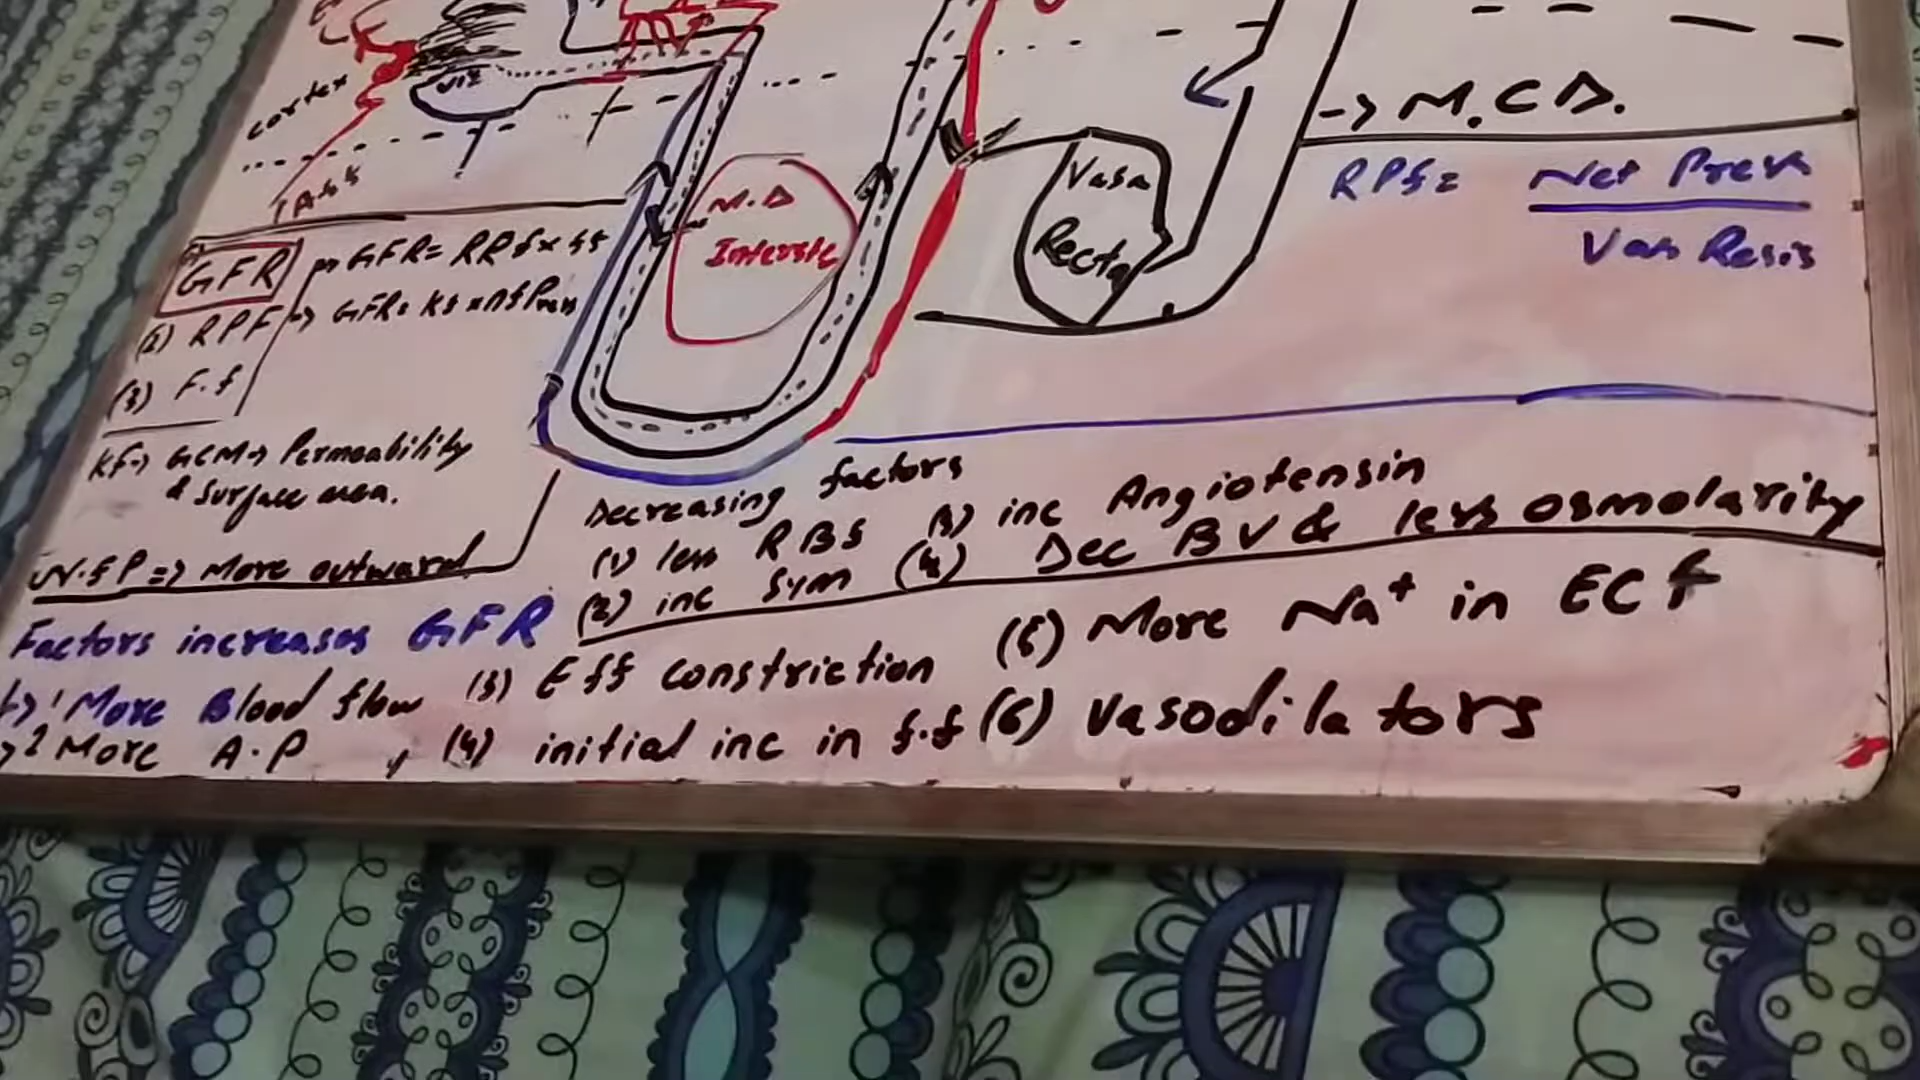 cortex
→ M.C.D.
RPf = Net Press
Vas Resis
Vasa
Recta
M.D
Interstc
GFR → GFR= RPf x ff
(2) RPF → GFR= Kf x nf Press
(3) F.f
Kf→ GCM→ Permeability
& Surface area.
N.f P => More outward
Decreasing factors
(1) less RBf (3) inc Angiotensin
(2) inc sym (4) Dec BV & less osmolarity
Factors increases GFR
→ 1 More Blood flow (3) Eff constriction (5) More Na+ in ECf
→ 2 More A.P , (4) initial inc in f.f (6) vasodilators